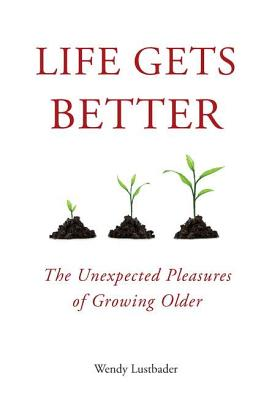 LIFE GETS
BETTER
The Unexpected Pleasures
of Growing Older
Wendy Lustbader